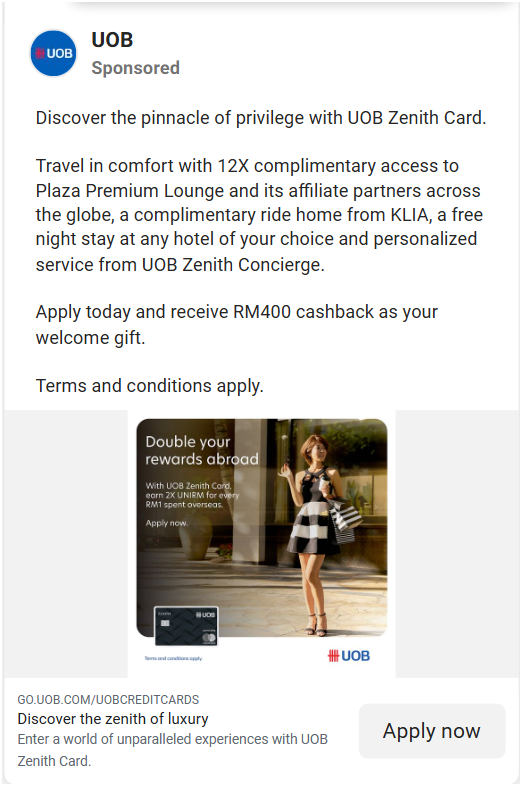 UOB
UOB
Sponsored
Discover the pinnacle of privilege with UOB Zenith Card.
Travel in comfort with 12X complimentary access to
Plaza Premium Lounge and its affiliate partners across
the globe, a complimentary ride home from KLIA, a free
night stay at any hotel of your choice and personalized
service from UOB Zenith Concierge.
Apply today and receive RM400 cashback as your
welcome gift.
Terms and conditions apply.
Double your
rewards abroad
With UOB Zenith Card,
earn 2X UNIRM for every
RM1 spent overseas.
Apply now.
UOB
Terms and conditions apply.
UOB
GO.UOB.COM/UOBCREDITCARDS
Discover the zenith of luxury
Enter a world of unparalleled experiences with UOB
Zenith Card.
Apply now